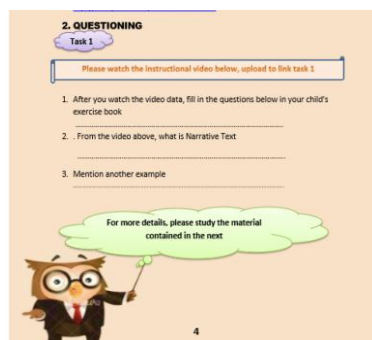 2. QUESTIONING
Task 1
Please watch the instructional video below, upload to link task 1
1. After you watch the video data, fill in the questions below in your child's
exercise book
2. . From the video above, what is Narrative Text
3. Mention another example
For more details, please study the material
contained in the next
4